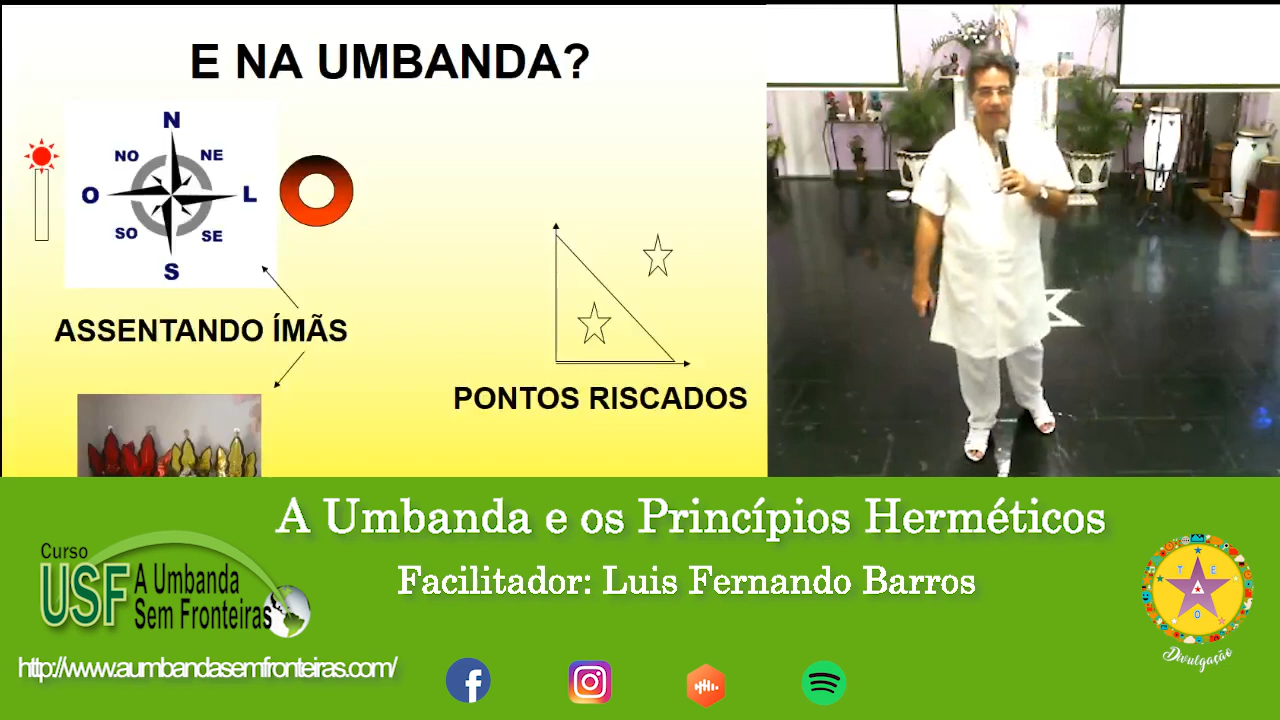 E NA UMBANDA?
N
NO
NE
O
L
SO
SE
S
ASSENTANDO ÍMÃS
PONTOS RISCADOS
A Umbanda e os Princípios Herméticos
Facilitador: Luis Fernando Barros
Curso
USF A Umbanda
Sem Fronteiras
http://www.aumbandasemfronteiras.com/
T E
A
O
Divulgação